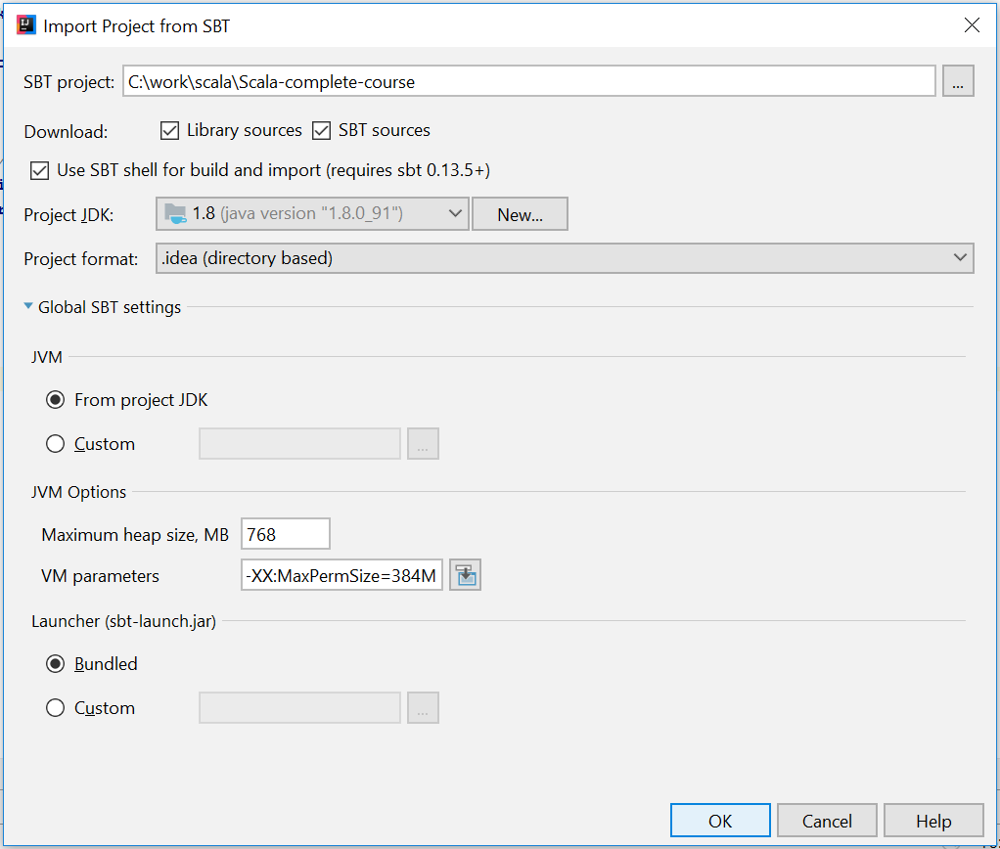 Import Project from SBT
SBT project: C:\work\scala\Scala-complete-course ...
Download: Library sources SBT sources
Use SBT shell for build and import (requires sbt 0.13.5+)
Project JDK: 1.8 (java version "1.8.0_91") New...
Project format: .idea (directory based)
Global SBT settings
JVM
From project JDK
Custom ...
JVM Options
Maximum heap size, MB 768
VM parameters -XX:MaxPermSize=384M
Launcher (sbt-launch.jar)
Bundled
Custom ...
OK Cancel Help